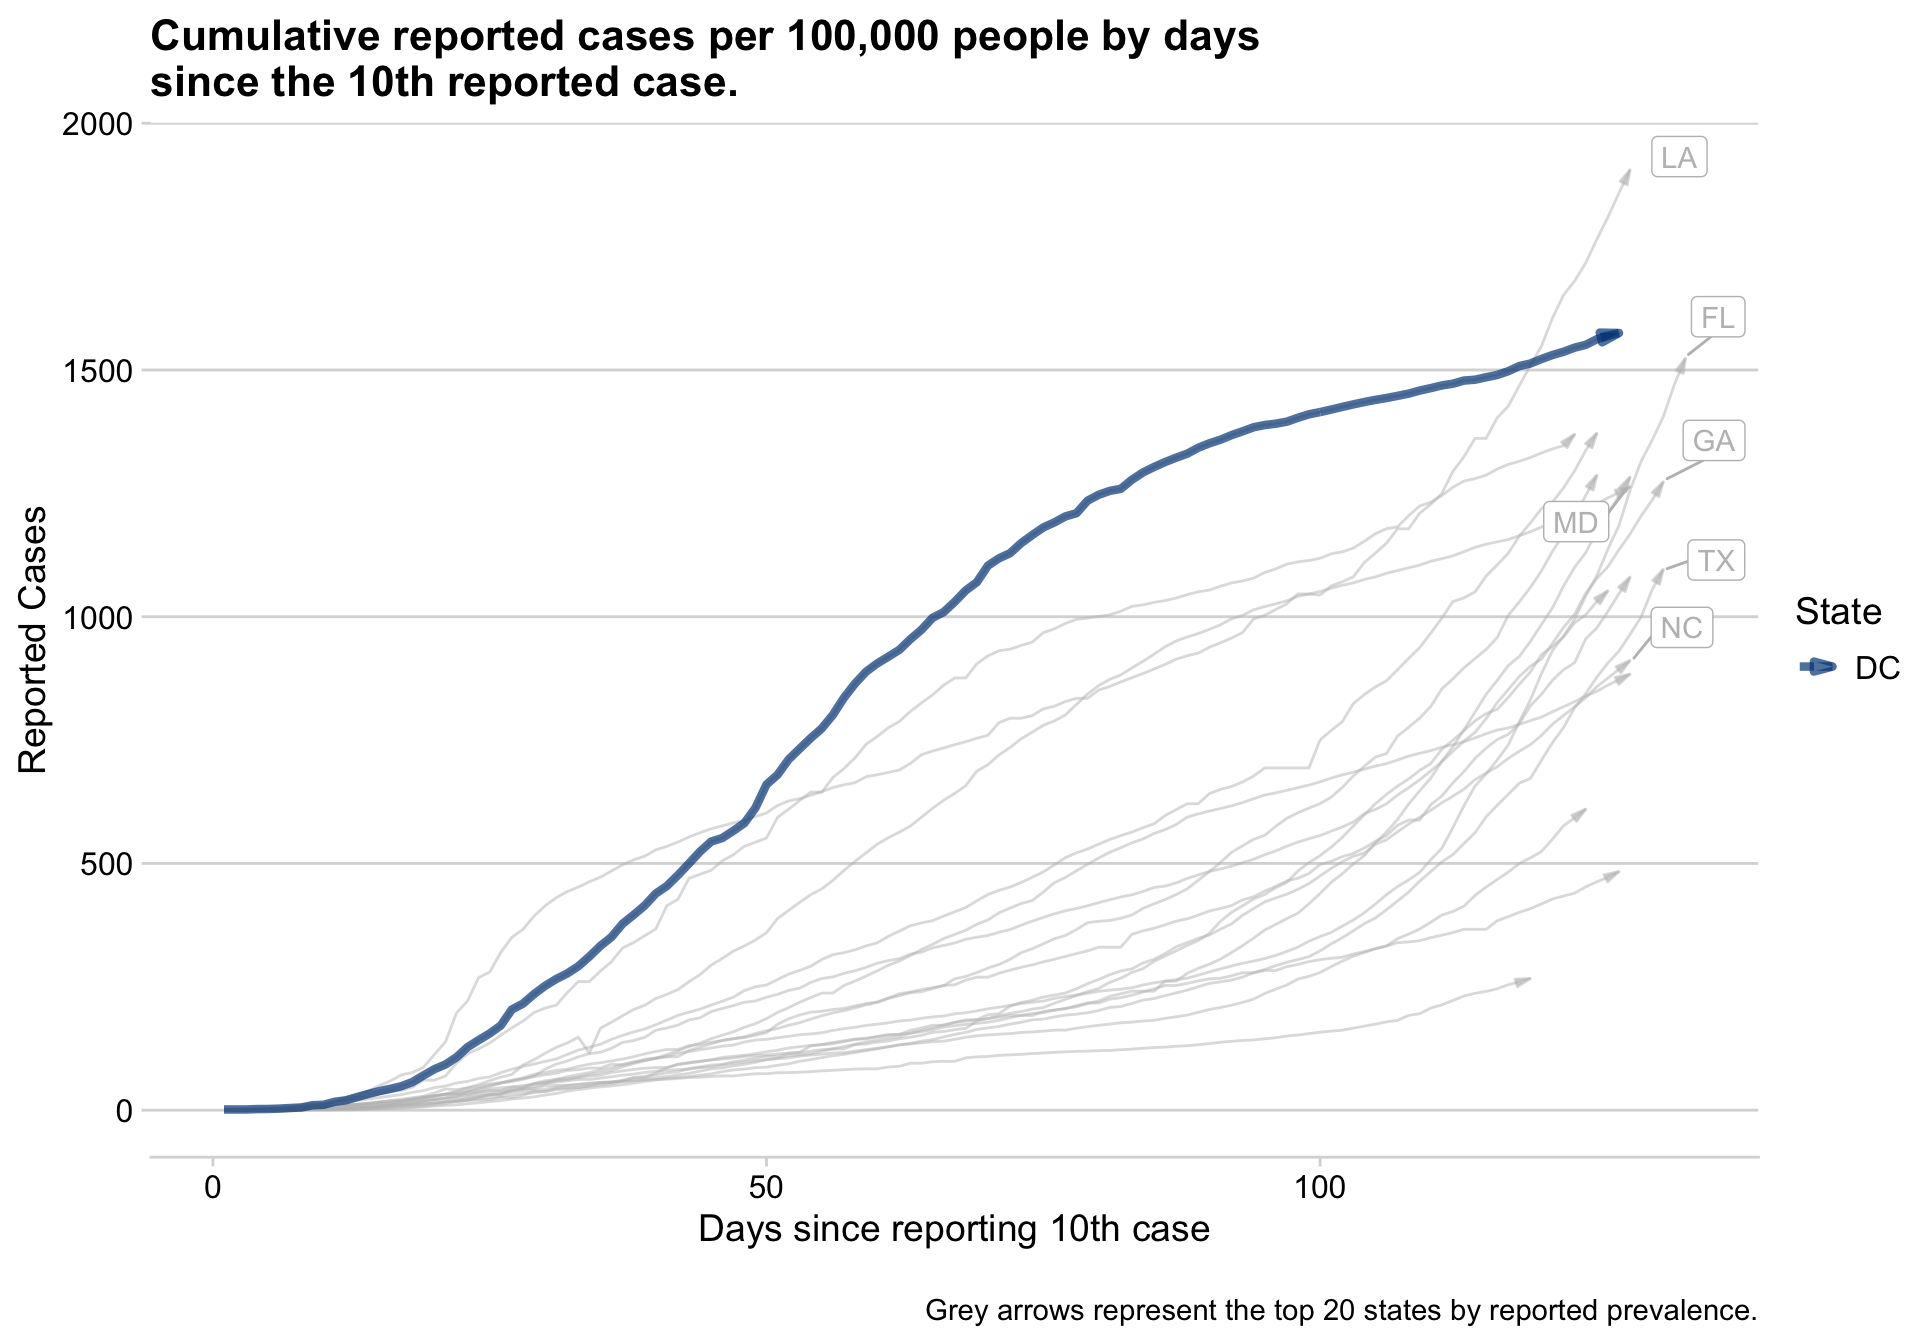 Cumulative reported cases per 100,000 people by days
since the 10th reported case.
2000
1500
1000
500
0
Reported Cases
LA
FL
GA
MD
TX
NC
State
DC
0
50
100
Days since reporting 10th case
Grey arrows represent the top 20 states by reported prevalence.